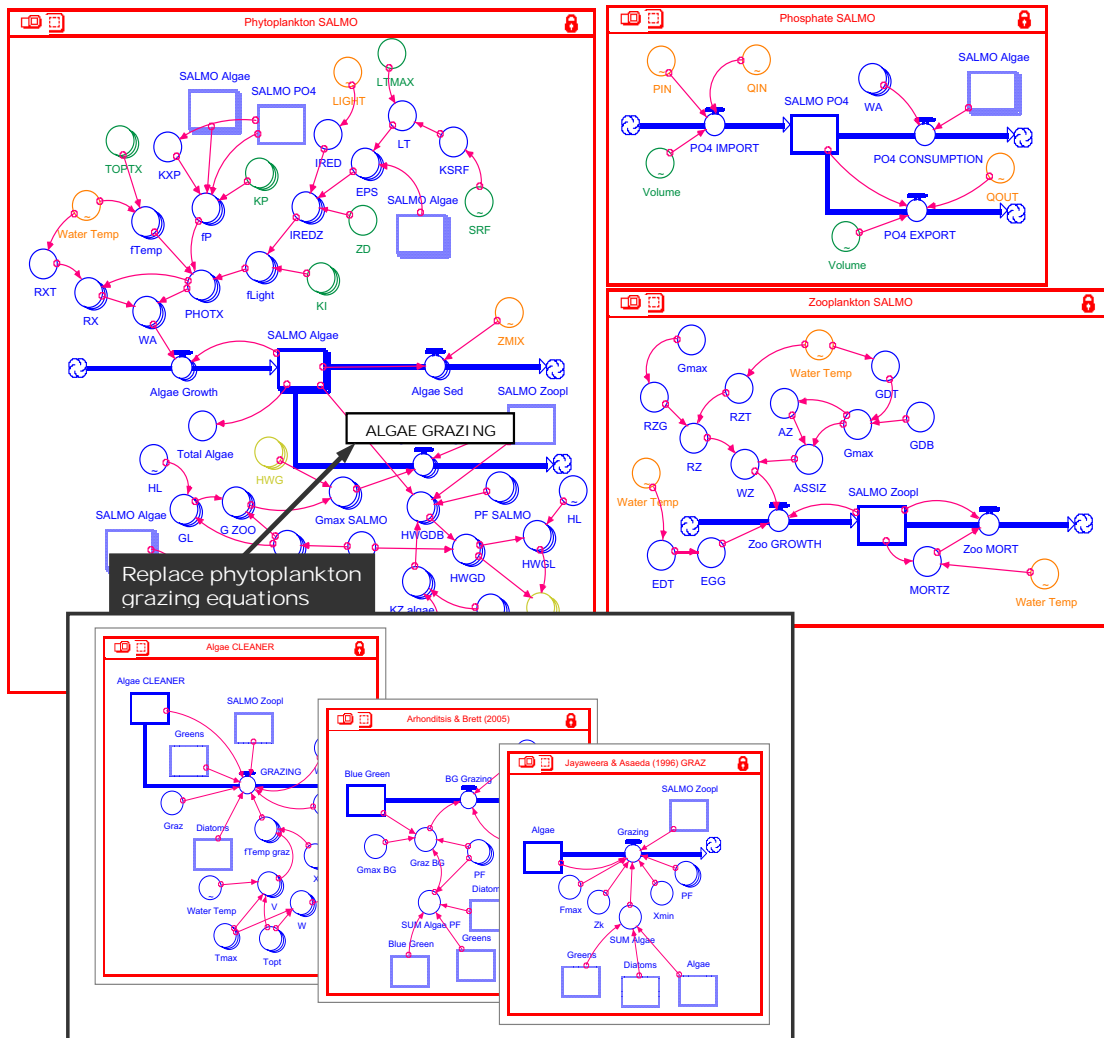 Phytoplankton SALMO
SALMO Algae
LTMAX
LIGHT
SALMO PO4
TOPTX
KXP
IRED
LT
KSRF
KP
EPS
SALMO Algae
SRF
Water Temp
fTemp
fP
IREDZ
ZD
RXT
RX
PHOTX
fLight
KI
WA
SALMO Algae
ZMIX
Algae Growth
Algae Sed
SALMO Zoopl
ALGAE GRAZING
Total Algae
HWG
HL
GL
G ZOO
Gmax SALMO
PF SALMO
HL
SALMO Algae
HWGDB
HWGD
HWGL
KZ algae
Replace phytoplankton
grazing equations
Phosphate SALMO
PIN
QIN
SALMO PO4
WA
SALMO Algae
PO4 IMPORT
PO4 CONSUMPTION
Volume
QOUT
PO4 EXPORT
Volume
Zooplankton SALMO
Gmax
Water Temp
GDT
RZG
RZT
AZ
Gmax
GDB
RZ
WZ
ASSIZ
Water Temp
SALMO Zoopl
Zoo GROWTH
Zoo MORT
EDT
EGG
MORTZ
Water Temp
Algae CLEANER
Algae CLEANER
SALMO Zoopl
Greens
GRAZING
Graz
Diatoms
fTemp graz
Water Temp
V
W
Tmax
Topt
Arhonditsis & Brett (2005)
Blue Green
BG Grazing
Gmax BG
Graz BG
PF
SUM Algae PF
Blue Green
Greens
Jayaweera & Asaeda (1996) GRAZ
SALMO Zoopl
Algae
Grazing
Fmax
Zk
Xmin
PF
SUM Algae
Greens
Diatoms
Algae